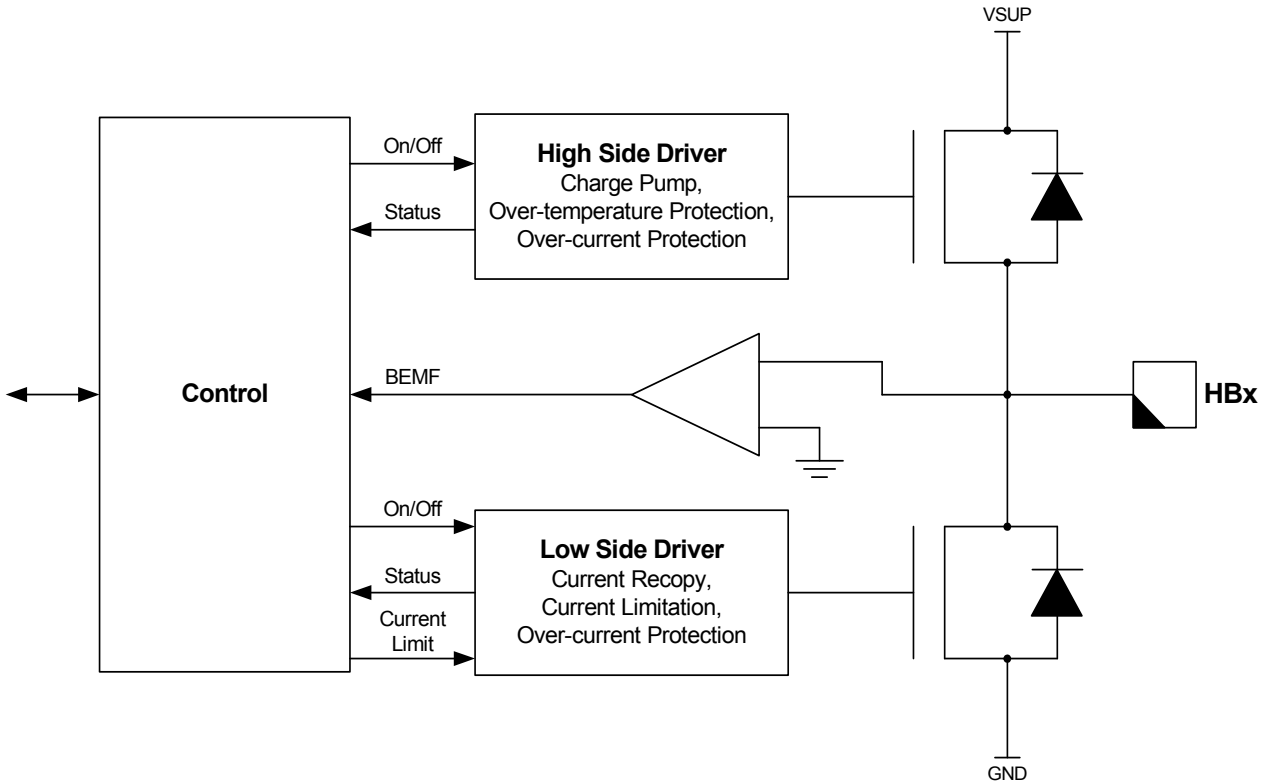 VSUP
On/Off
High Side Driver
Charge Pump,
Over-temperature Protection,
Over-current Protection
Status
Control
BEMF
HBx
On/Off
Low Side Driver
Current Recopy,
Current Limitation,
Over-current Protection
Status
Current
Limit
GND